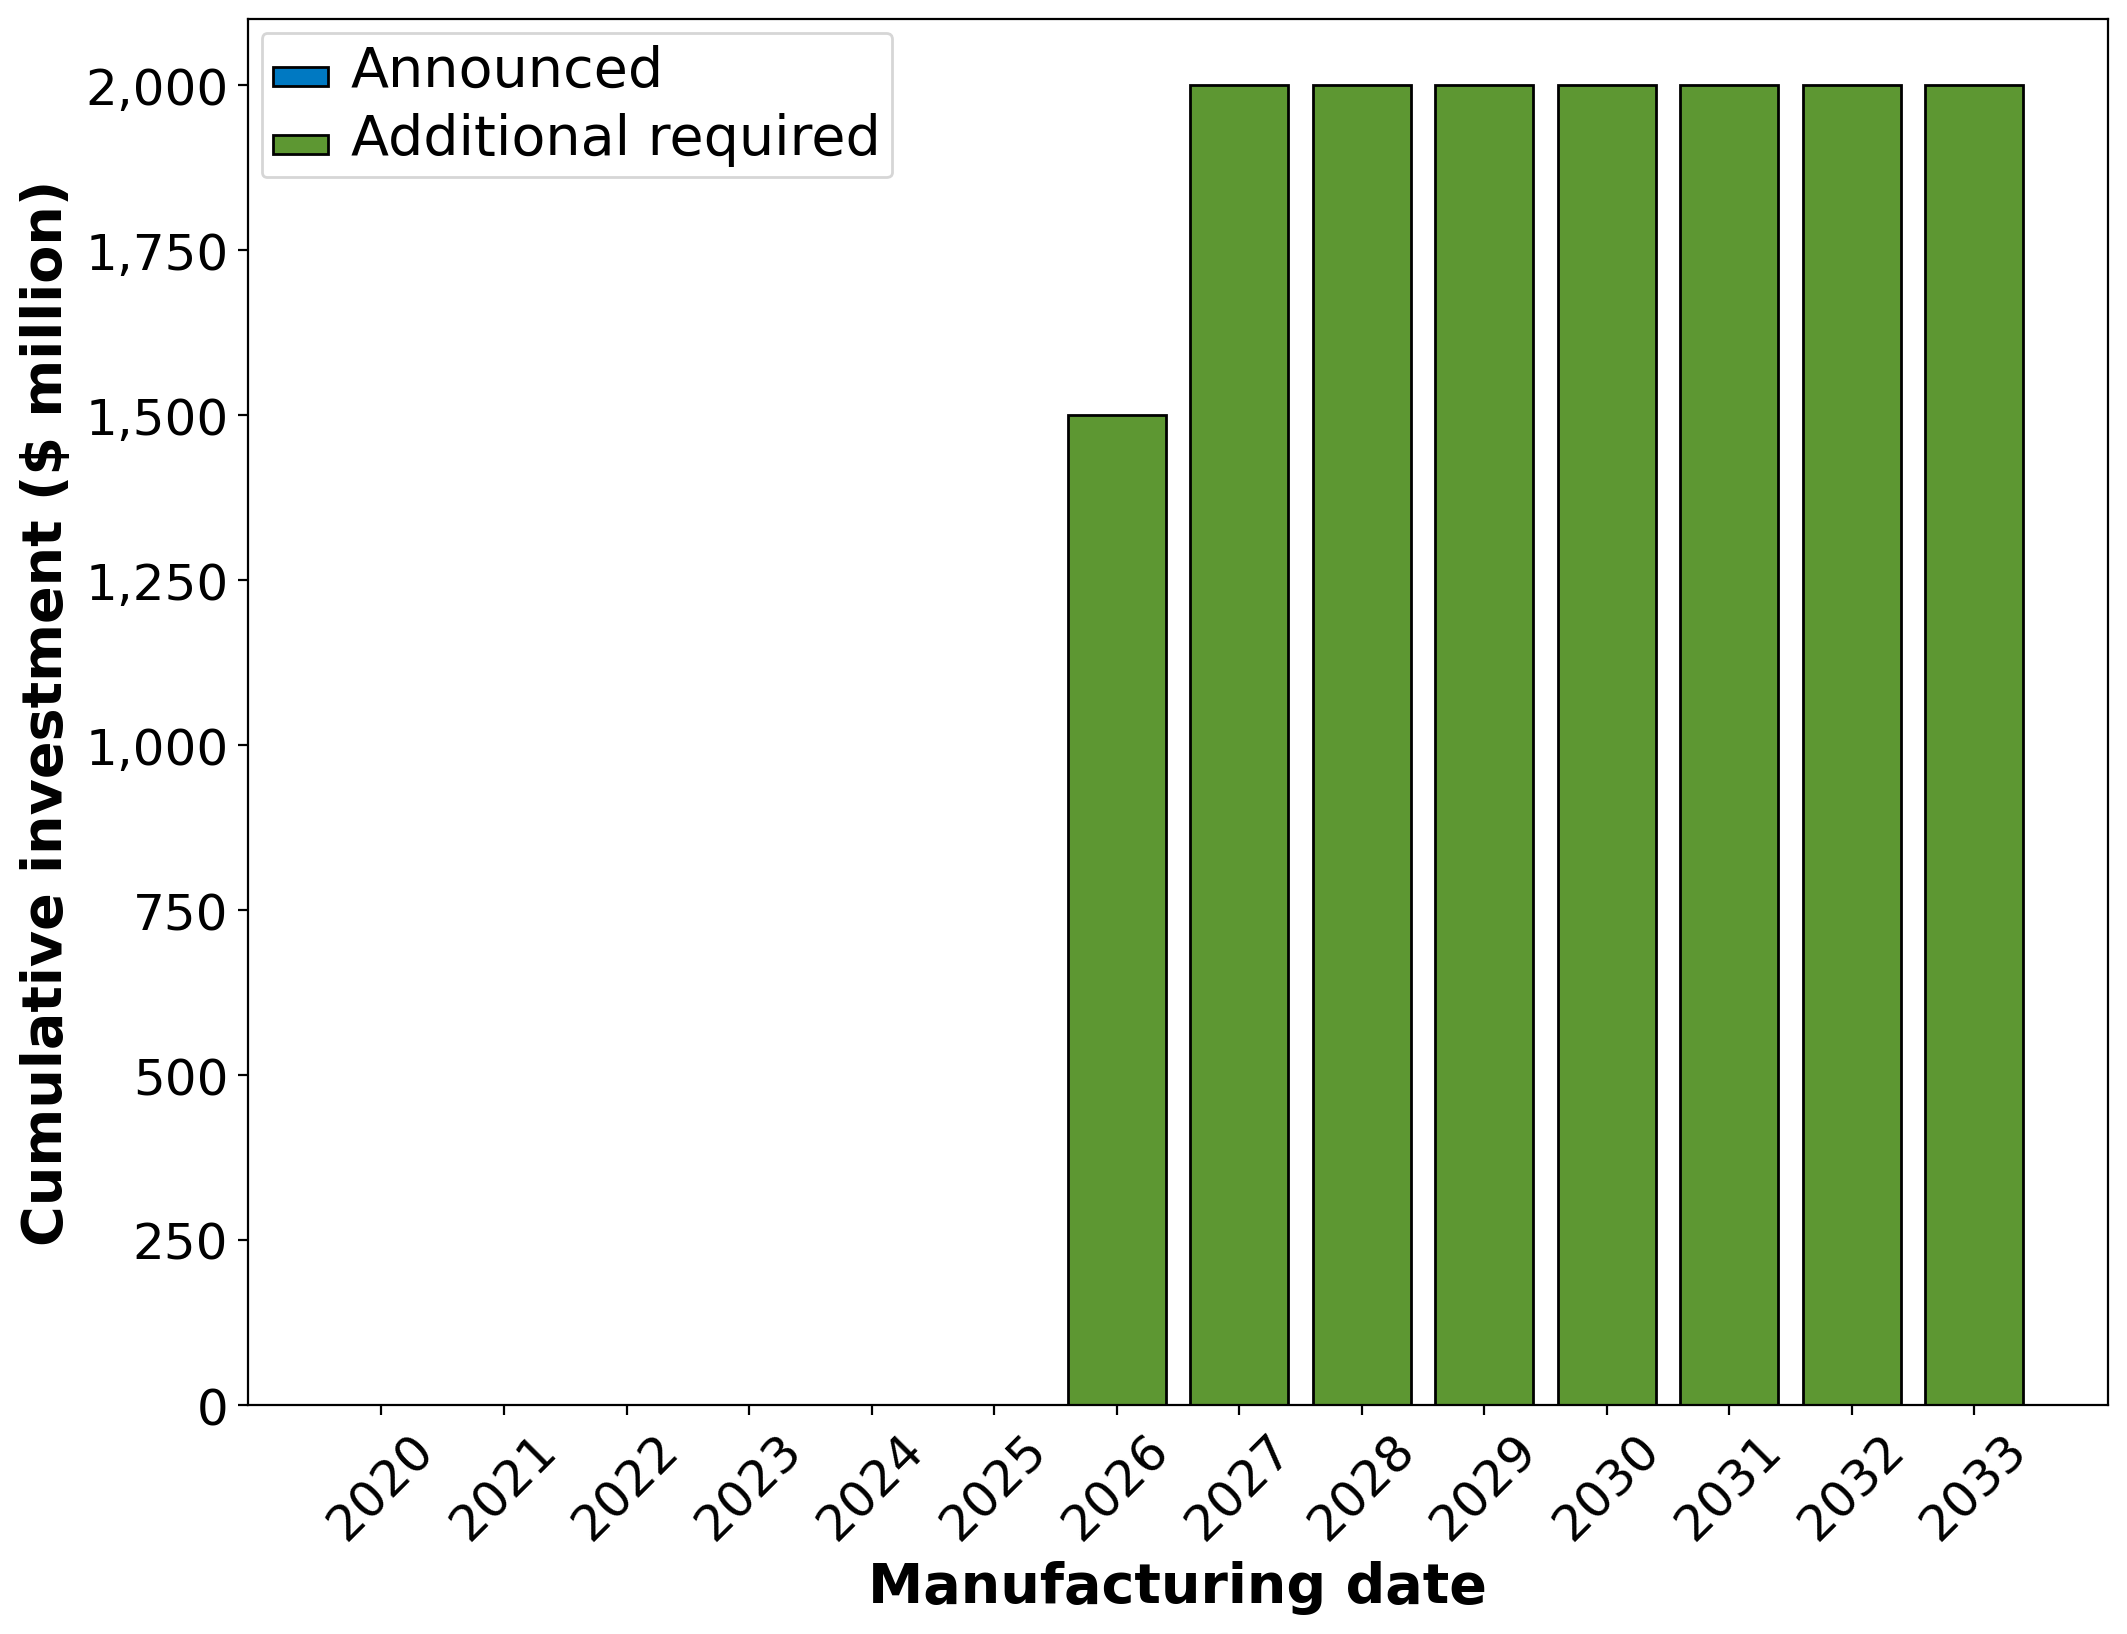 Announced
Additional required
Cumulative investment ($ million)
2,000
1,750
1,500
1,250
1,000
750
500
250
0
2020 2021 2022 2023 2024 2025 2026 2027 2028 2029 2030 2031 2032 2033
Manufacturing date